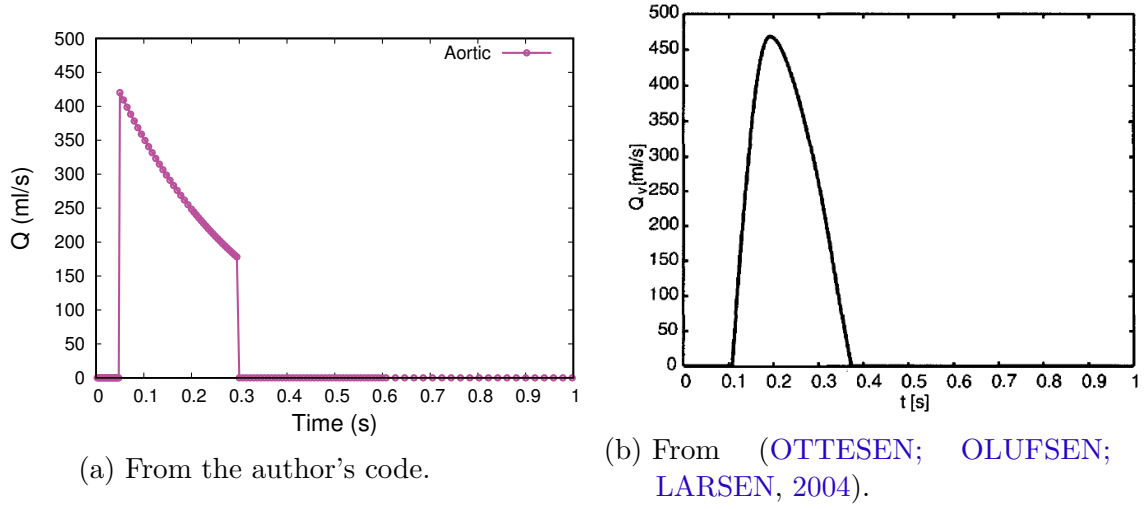 500
450
400
350
300
250
200
150
100
50
0
Q (ml/s)
Aortic
0 0.1 0.2 0.3 0.4 0.5 0.6 0.7 0.8 0.9 1
Time (s)
(a) From the author's code.
500
450
400
350
300
250
200
150
100
50
0
Q_v[ml/s]
0 0.1 0.2 0.3 0.4 0.5 0.6 0.7 0.8 0.9 1
t [s]
(b) From (OTTESEN; OLUFSEN;
LARSEN, 2004).